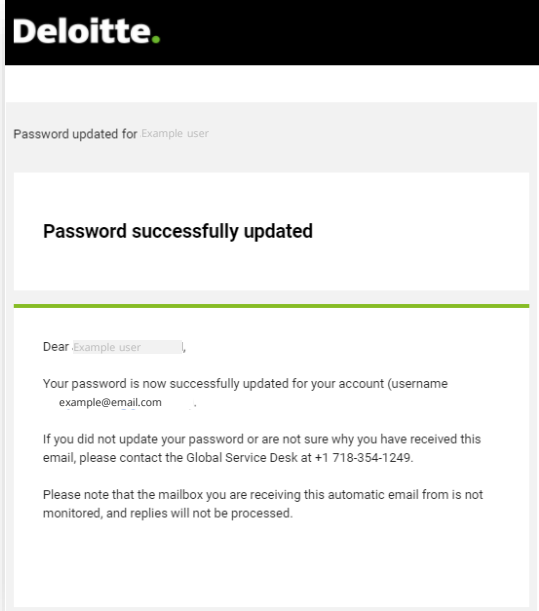 Deloitte.
Password updated for Example user
Password successfully updated
Dear Example user ,
Your password is now successfully updated for your account (username
example@email.com .
If you did not update your password or are not sure why you have received this
email, please contact the Global Service Desk at +1 718-354-1249.
Please note that the mailbox you are receiving this automatic email from is not
monitored, and replies will not be processed.